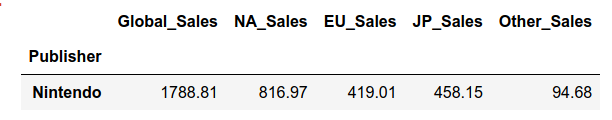 Global_Sales NA_Sales EU_Sales JP_Sales Other_Sales
Publisher
Nintendo 1788.81 816.97 419.01 458.15 94.68